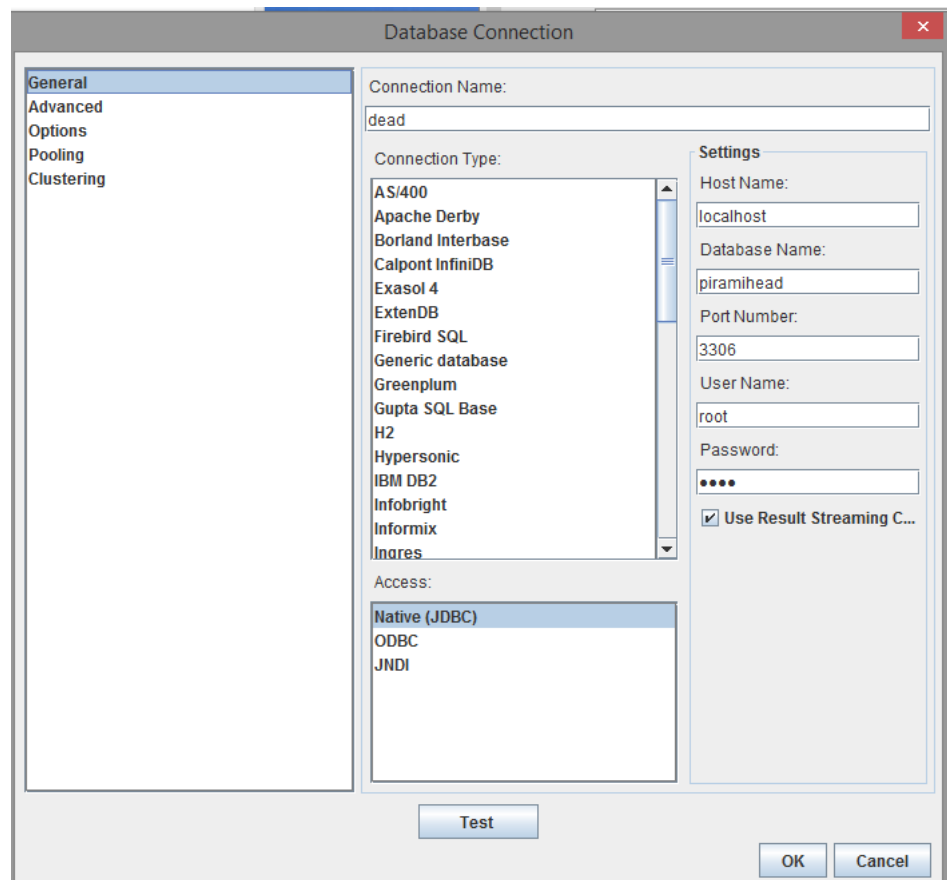 Database Connection
General
Advanced
Options
Pooling
Clustering
Connection Name:
dead
Connection Type:
AS/400
Apache Derby
Borland Interbase
Calpont InfiniDB
Exasol 4
ExtenDB
Firebird SQL
Generic database
Greenplum
Gupta SQL Base
H2
Hypersonic
IBM DB2
Infobright
Informix
Ingres
Access:
Native (JDBC)
ODBC
JNDI
Settings
Host Name:
localhost
Database Name:
piramihead
Port Number:
3306
User Name:
root
Password:
••••
Use Result Streaming C...
Test
OK
Cancel